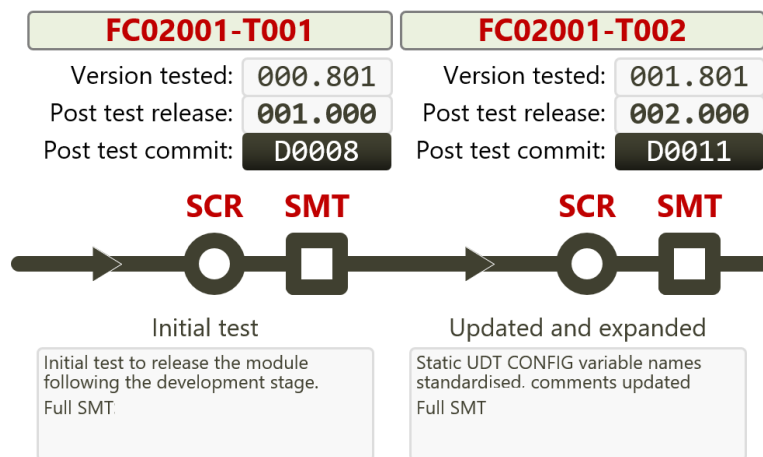 FC02001-T001
Version tested: 000.801
Post test release: 001.000
Post test commit: D0008
SCR SMT
Initial test
Initial test to release the module
following the development stage.
Full SMT
FC02001-T002
Version tested: 001.801
Post test release: 002.000
Post test commit: D0011
SCR SMT
Updated and expanded
Static UDT CONFIG variable names
standardised, comments updated
Full SMT